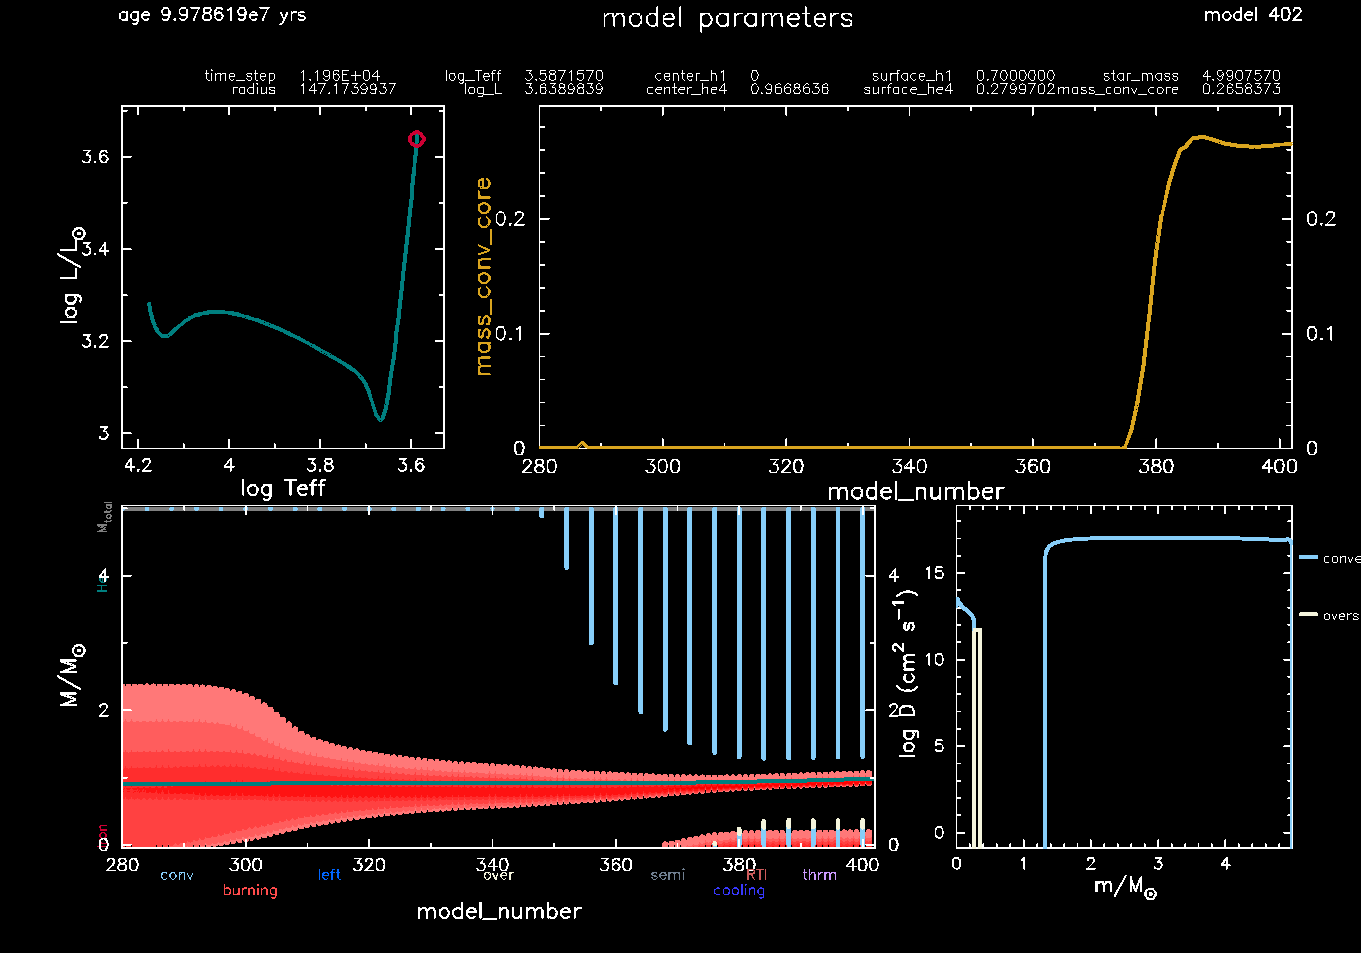 age 9.978619e7 yrs model parameters model 402
time_step 1.196E+04 log_Teff 3.5871570 center_h1 0 surface_h1 0.7000000 star_mass 4.9907570
radius 147.1739937 log_L 3.6389839 center_he4 0.9668636 surface_he4 0.2799702 mass_conv_core 0.2658373
log L/L⊙
3.6
3.4
3.2
3
4.2 4 3.8 3.6
log Teff
mass_conv_core
0.2 0.2
0.1 0.1
0 0
280 300 320 340 360 380 400
model_number
M/M⊙
Mtotal
He
4 4
2 2
0 0
280 300 320 340 360 380 400
conv left over semi RTI thrm
burning cooling
model_number
log D (cm² s⁻¹)
15
10
5
0
0 1 2 3 4
m/M⊙
conve
overs